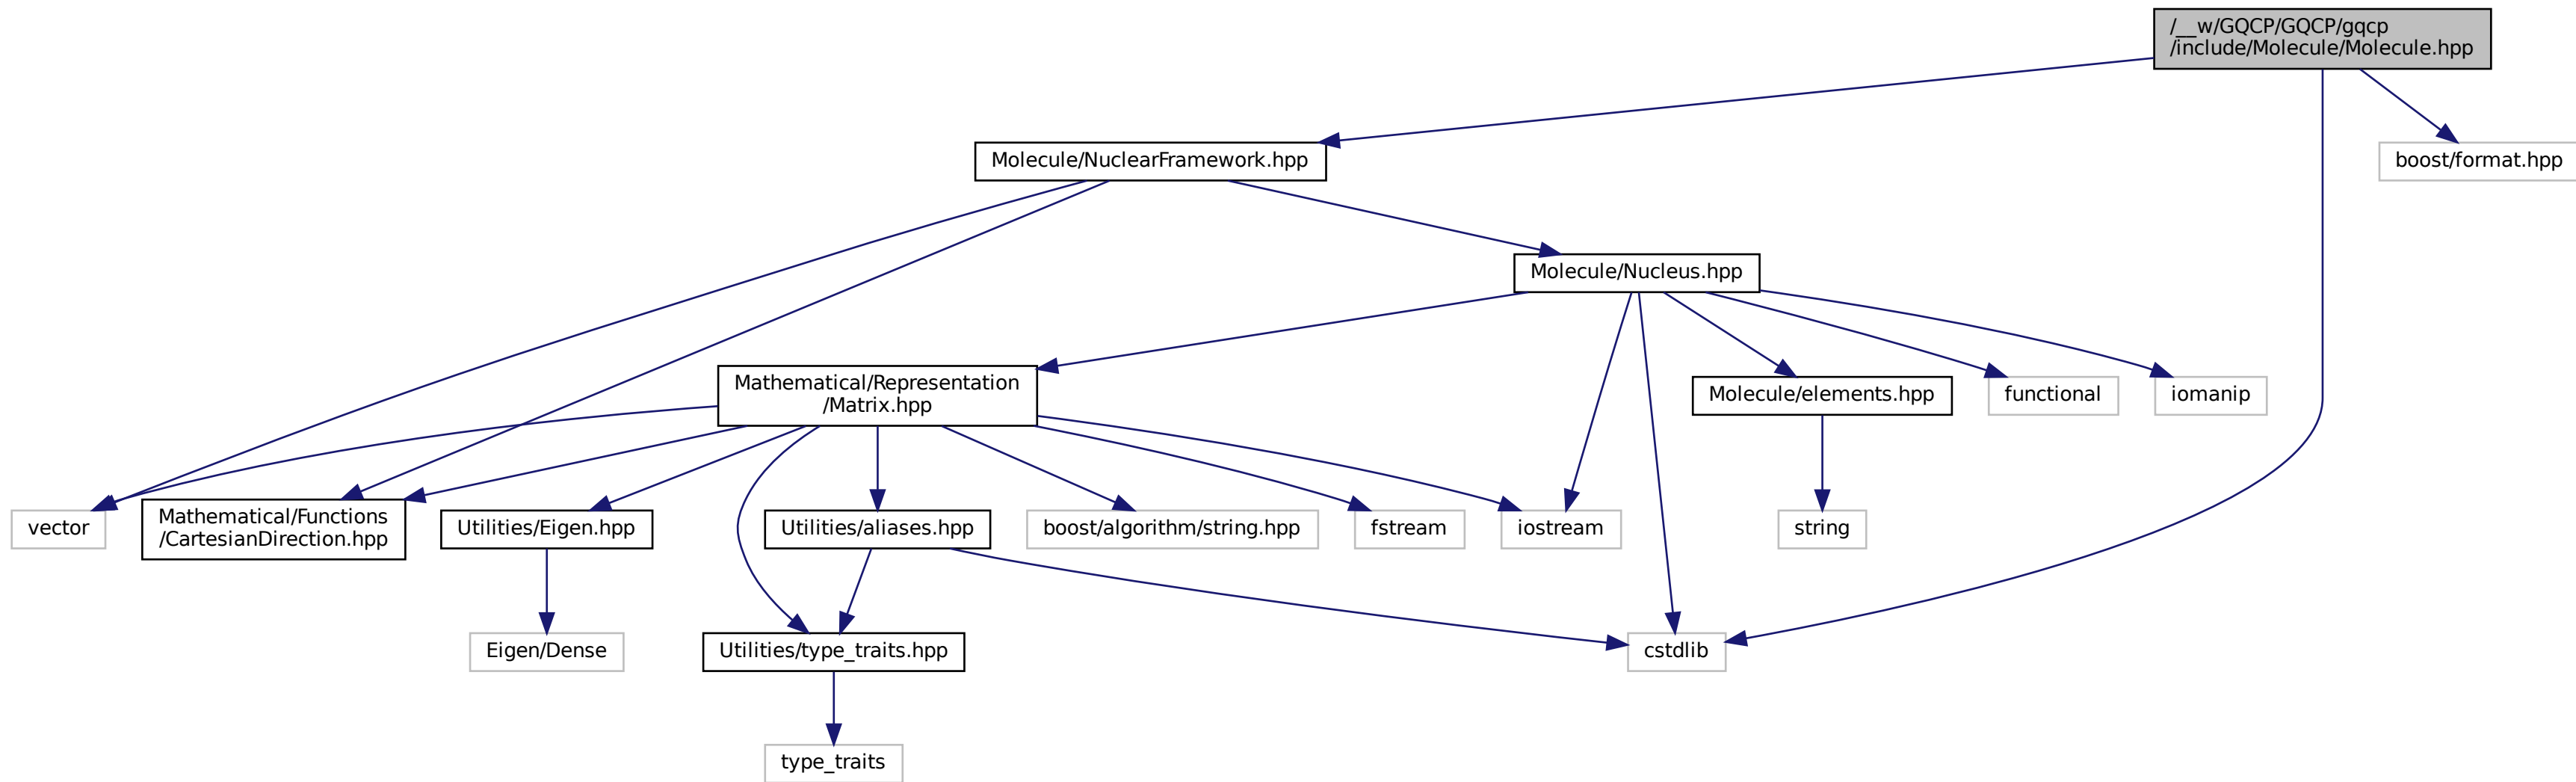 /__w/GQCP/GQCP/gqcp
/include/Molecule/Molecule.hpp
Molecule/NuclearFramework.hpp
boost/format.hpp
Molecule/Nucleus.hpp
Mathematical/Representation
/Matrix.hpp
Molecule/elements.hpp
functional
iomanip
vector
Mathematical/Functions
/CartesianDirection.hpp
Utilities/Eigen.hpp
Utilities/aliases.hpp
boost/algorithm/string.hpp
fstream
iostream
string
Eigen/Dense
Utilities/type_traits.hpp
cstdlib
type_traits